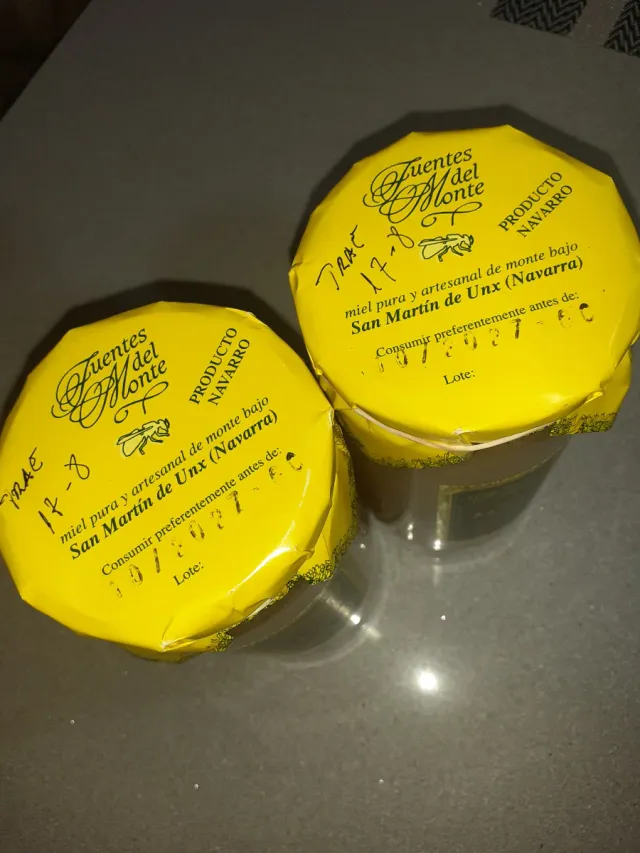 Fuentes
del
Monte
PRODUCTO
NAVARRO
TRAE
17-8
miel pura y artesanal de monte bajo
San Martín de Unx (Navarra)
Consumir preferentemente antes de:
Lote:
Fuentes
del
Monte
PRODUCTO
NAVARRO
TRAE
17-8
miel pura y artesanal de monte bajo
San Martín de Unx (Navarra)
Consumir preferentemente antes de:
Lote: